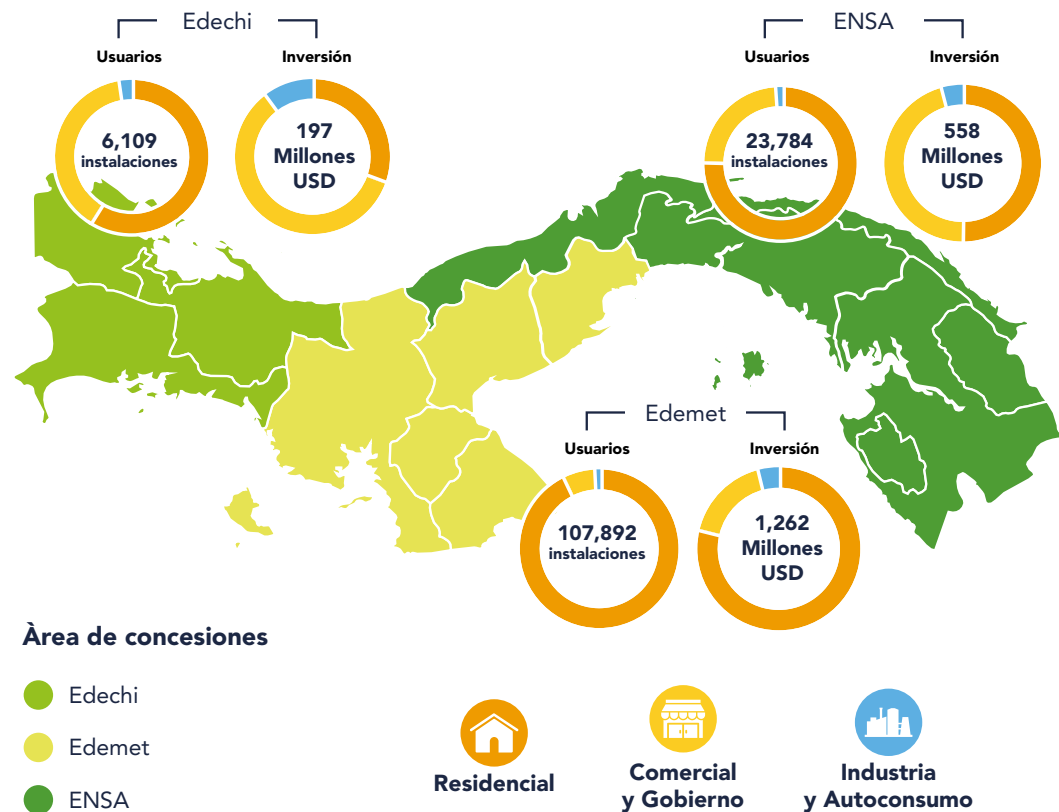 Edechi
Usuarios
Inversión
6,109
instalaciones
197
Millones
USD
ENSA
Usuarios
Inversión
23,784
instalaciones
558
Millones
USD
Edemet
Usuarios
Inversión
107,892
instalaciones
1,262
Millones
USD
Àrea de concesiones
Edechi
Edemet
ENSA
Residencial
Comercial
y Gobierno
Industria
y Autoconsumo